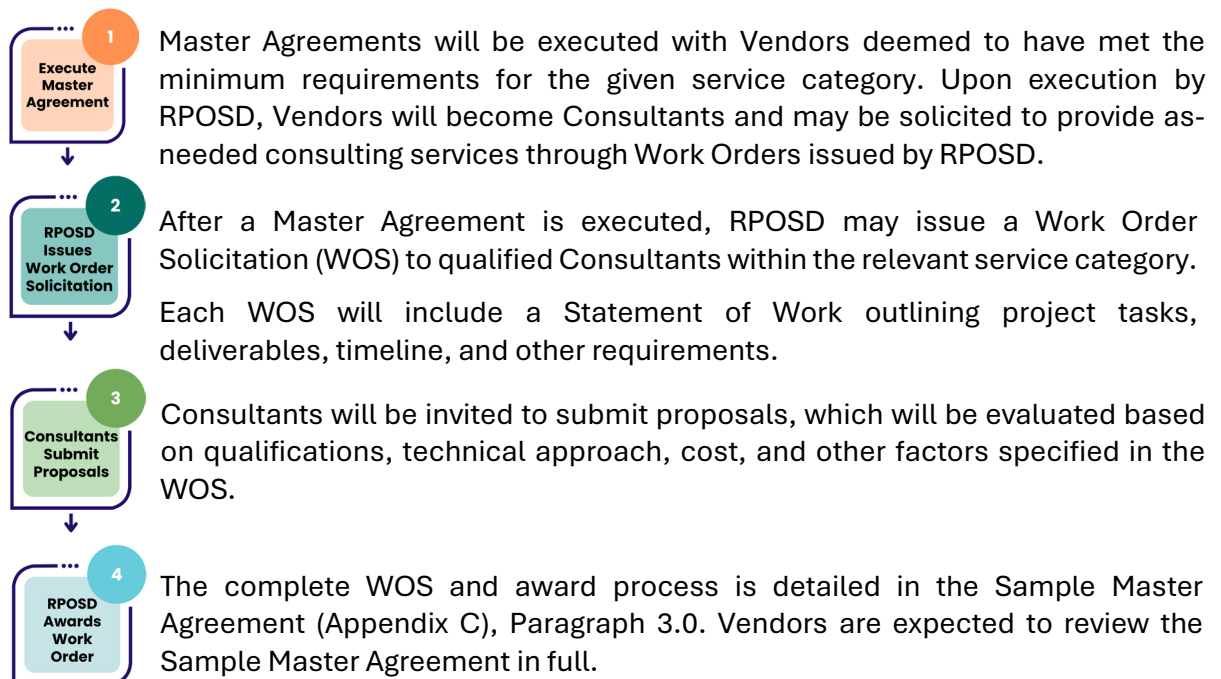 1
Execute
Master
Agreement
Master Agreements will be executed with Vendors deemed to have met the
minimum requirements for the given service category. Upon execution by
RPOSD, Vendors will become Consultants and may be solicited to provide as-
needed consulting services through Work Orders issued by RPOSD.
2
RPOSD
Issues
Work Order
Solicitation
After a Master Agreement is executed, RPOSD may issue a Work Order
Solicitation (WOS) to qualified Consultants within the relevant service category.
Each WOS will include a Statement of Work outlining project tasks,
deliverables, timeline, and other requirements.
3
Consultants
Submit
Proposals
Consultants will be invited to submit proposals, which will be evaluated based
on qualifications, technical approach, cost, and other factors specified in the
WOS.
4
RPOSD
Awards
Work
Order
The complete WOS and award process is detailed in the Sample Master
Agreement (Appendix C), Paragraph 3.0. Vendors are expected to review the
Sample Master Agreement in full.